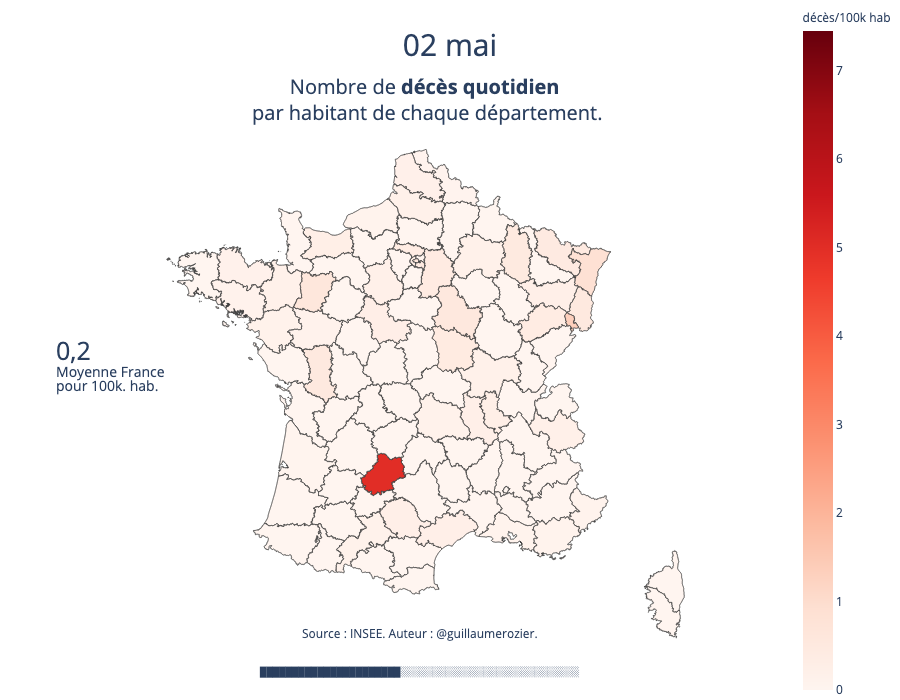 décès/100k hab
02 mai
Nombre de décès quotidien
par habitant de chaque département.
7
6
5
4
3
2
1
0
0,2
Moyenne France
pour 100k. hab.
Source : INSEE. Auteur : @guillaumerozier.